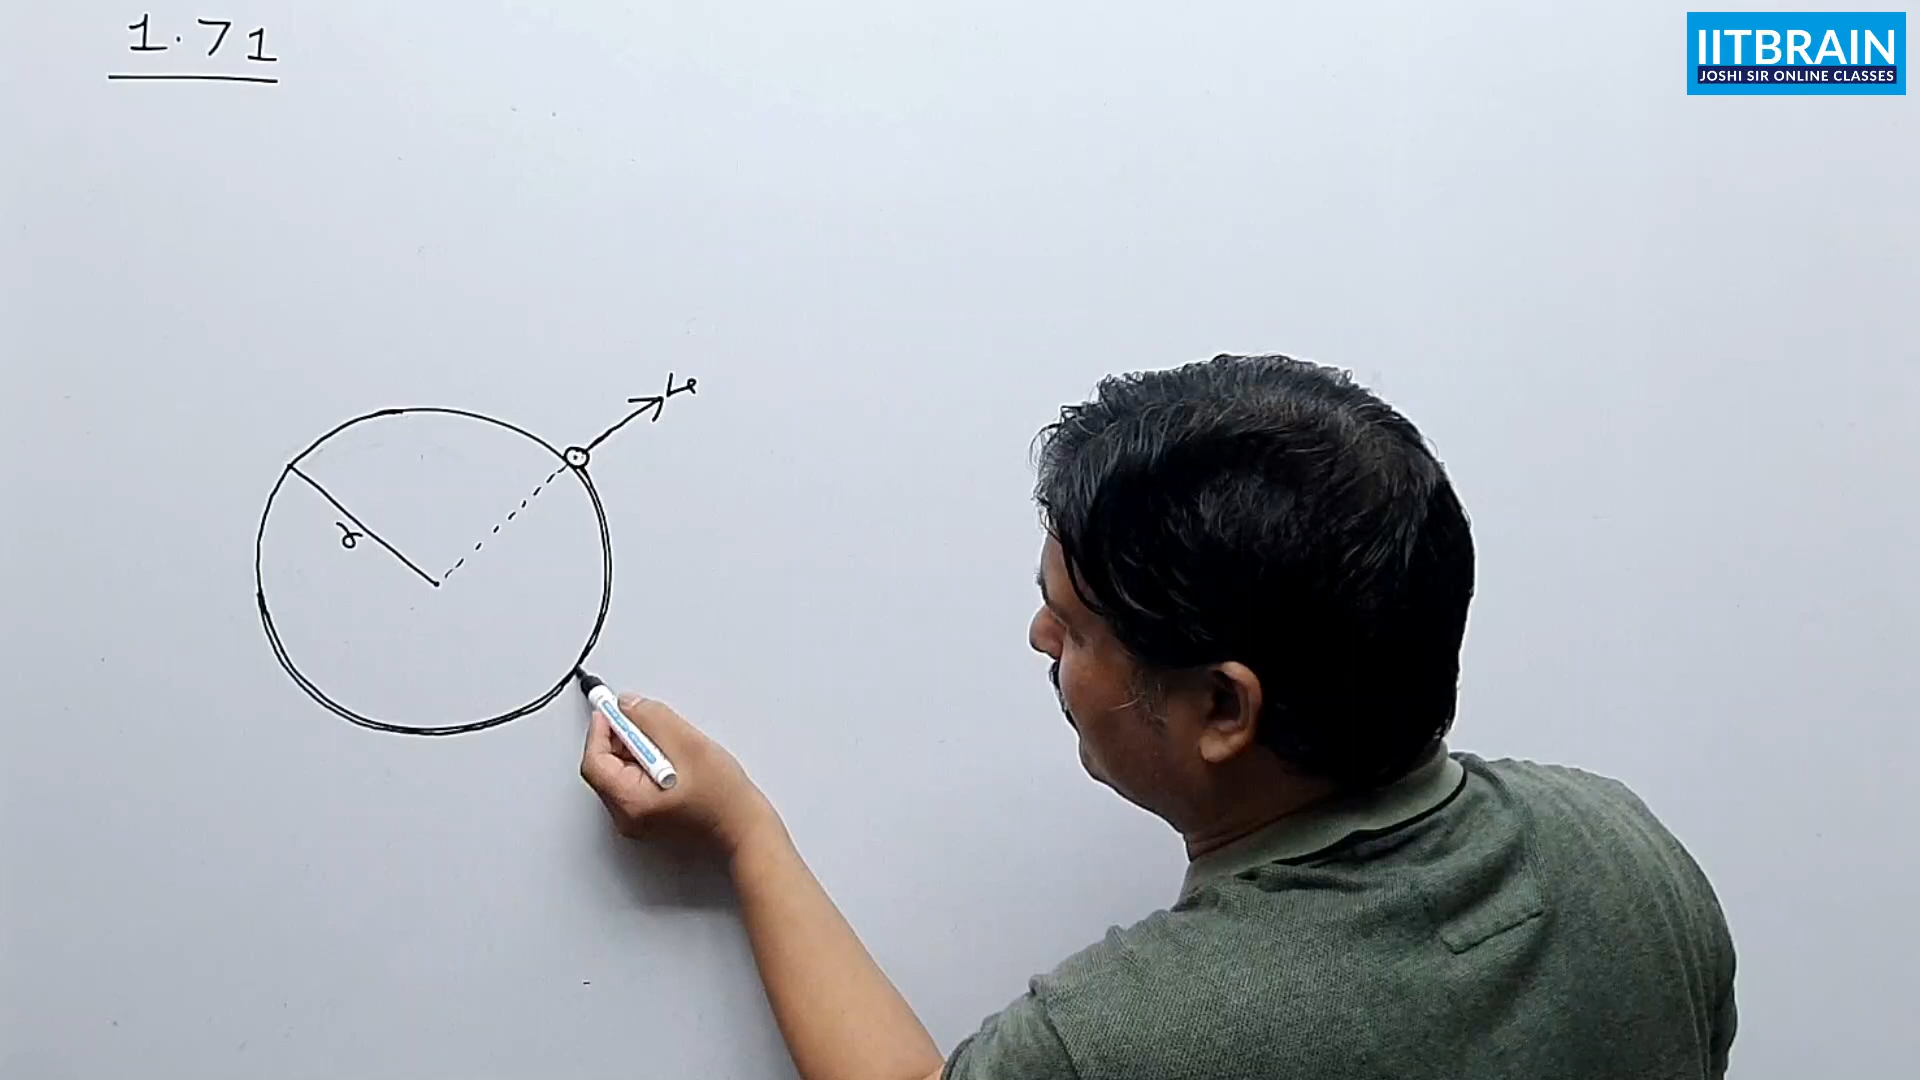 1.71
IITBRAIN
JOSHI SIR ONLINE CLASSES
r